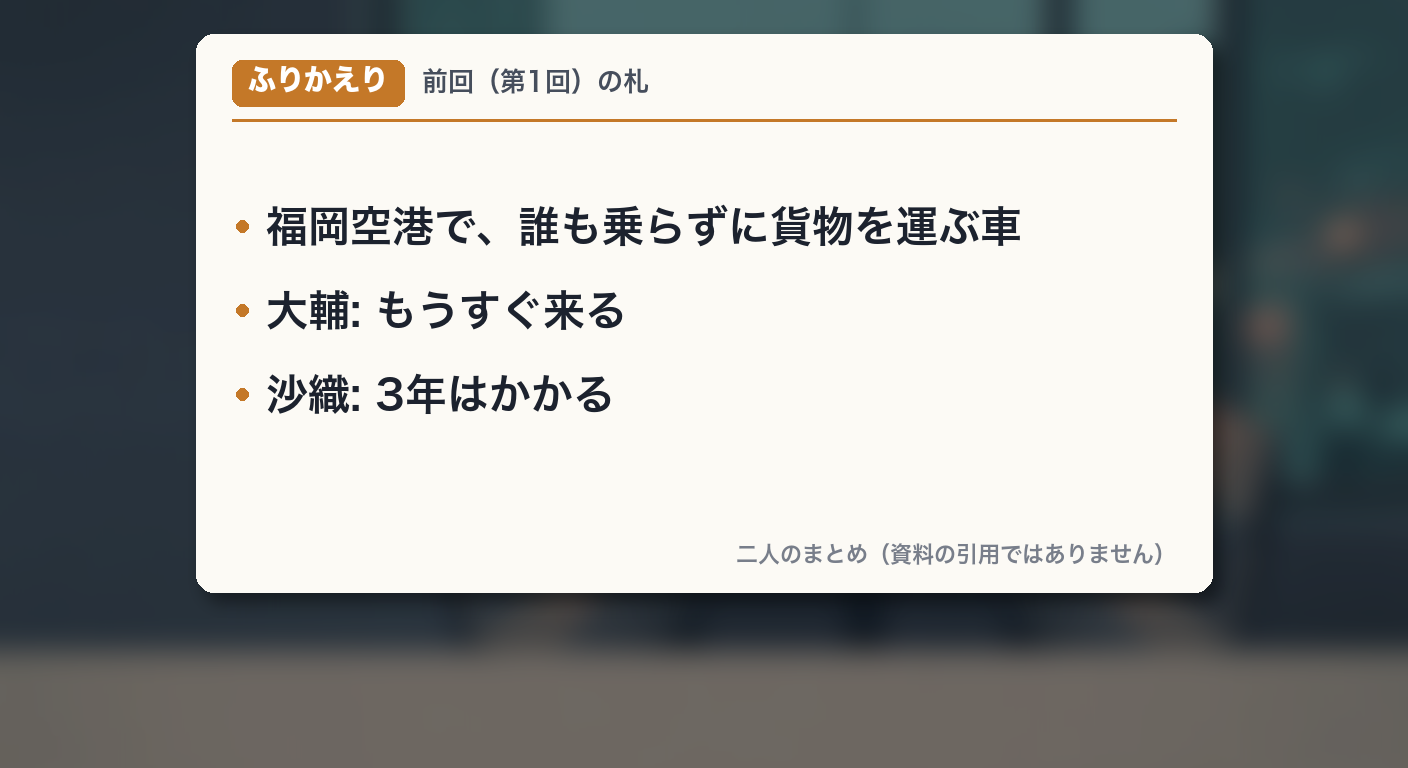 ふりかえり 前回（第1回）の札
• 福岡空港で、誰も乗らずに貨物を運ぶ車
• 大輔: もうすぐ来る
• 沙織: 3年はかかる
二人のまとめ（資料の引用ではありません）